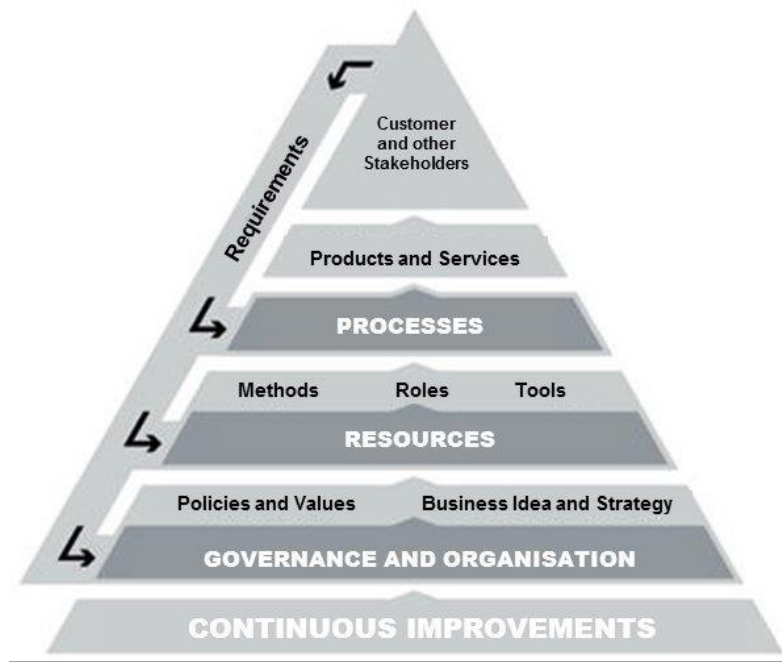 Customer
and other
Stakeholders
Requirements
Products and Services
PROCESSES
Methods Roles Tools
RESOURCES
Policies and Values Business Idea and Strategy
GOVERNANCE AND ORGANISATION
CONTINUOUS IMPROVEMENTS